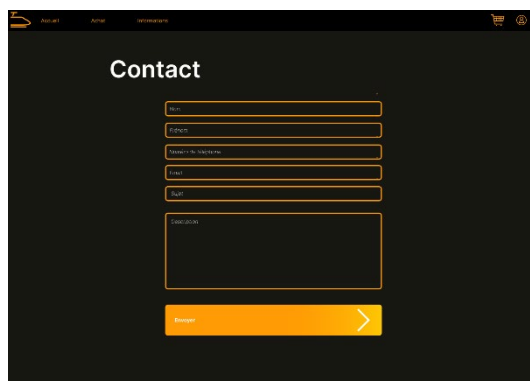 Accueil Achat Informations
Contact
Nom
Prénom
Numéro de téléphone
Email
Sujet
Description
Envoyer